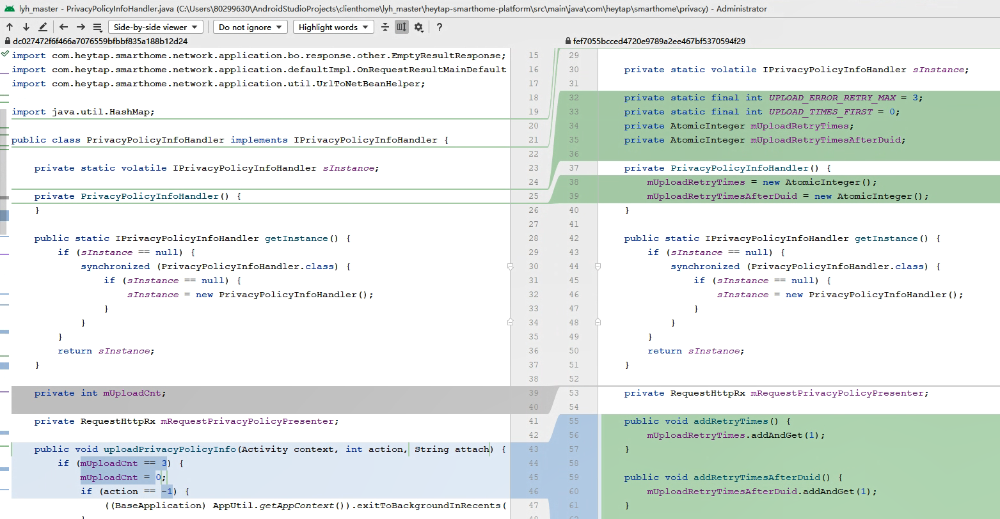 lyh_master - PrivacyPolicyInfoHandler.java (C:\Users\80299630\AndroidStudioProjects\clienthome\lyh_master\heytap-smarthome-platform\src\main\java\com\heytap\smarthome\privacy) - Administrator
Side-by-side viewer Do not ignore Highlight words ?
dc027472f6f466a7076559bfbbf835a188b12d24
import com.heytap.smarthome.network.application.bo.response.other.EmptyResultResponse; 15
import com.heytap.smarthome.network.application.defaultImpl.OnRequestResultMainDefault 16
import com.heytap.smarthome.network.application.util.UrlToNetBeanHelper; 17
18
import java.util.HashMap; 19
20
public class PrivacyPolicyInfoHandler implements IPrivacyPolicyInfoHandler { 21
22
private static volatile IPrivacyPolicyInfoHandler sInstance; 23
24
private PrivacyPolicyInfoHandler() { 25
} 26
27
public static IPrivacyPolicyInfoHandler getInstance() { 28
if (sInstance == null) { 29
synchronized (PrivacyPolicyInfoHandler.class) { 30
if (sInstance == null) { 31
sInstance = new PrivacyPolicyInfoHandler(); 32
} 33
} 34
} 35
return sInstance; 36
} 37
38
private int mUploadCnt; 39
40
private RequestHttpRx mRequestPrivacyPolicyPresenter; 41
42
public void uploadPrivacyPolicyInfo(Activity context, int action, String attach) { 43
if (mUploadCnt == 3) { 44
mUploadCnt = 0; 45
if (action == -1) { 46
((BaseApplication) AppUtil.getAppContext()).exitToBackgroundInRecents( 47
fef7055bcced4720e9789a2ee467bf5370594f29
29
30 private static volatile IPrivacyPolicyInfoHandler sInstance;
31
32 private static final int UPLOAD_ERROR_RETRY_MAX = 3;
33 private static final int UPLOAD_TIMES_FIRST = 0;
34 private AtomicInteger mUploadRetryTimes;
35 private AtomicInteger mUploadRetryTimesAfterDuid;
36
37 private PrivacyPolicyInfoHandler() {
38 mUploadRetryTimes = new AtomicInteger();
39 mUploadRetryTimesAfterDuid = new AtomicInteger();
40 }
41
42 public static IPrivacyPolicyInfoHandler getInstance() {
43 if (sInstance == null) {
44 synchronized (PrivacyPolicyInfoHandler.class) {
45 if (sInstance == null) {
46 sInstance = new PrivacyPolicyInfoHandler();
47 }
48 }
49 }
50 return sInstance;
51 }
52
53 private RequestHttpRx mRequestPrivacyPolicyPresenter;
54
55 public void addRetryTimes() {
56 mUploadRetryTimes.addAndGet(1);
57 }
58
59 public void addRetryTimesAfterDuid() {
60 mUploadRetryTimesAfterDuid.addAndGet(1);
61 }